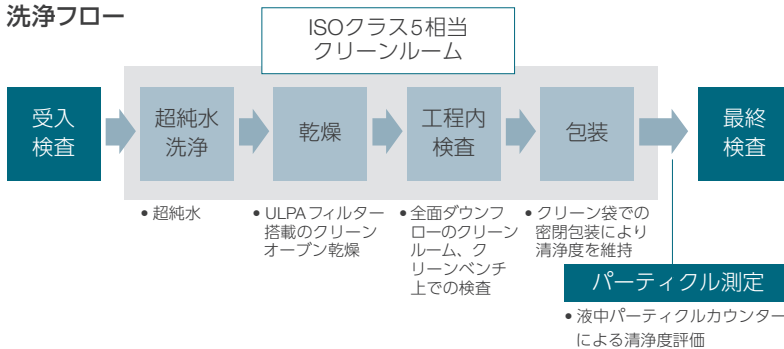 洗浄フロー
ISOクラス5相当
クリーンルーム
受入
検査
超純水
洗浄
乾燥
工程内
検査
包装
最終
検査
• 超純水
• ULPAフィルター
搭載のクリーン
オーブン乾燥
• 全面ダウンフ
ローのクリーン
ルーム、ク
リーンベンチ
上での検査
• クリーン袋での
密閉包装により
清浄度を維持
パーティクル測定
• 液中パーティクルカウンター
による清浄度評価